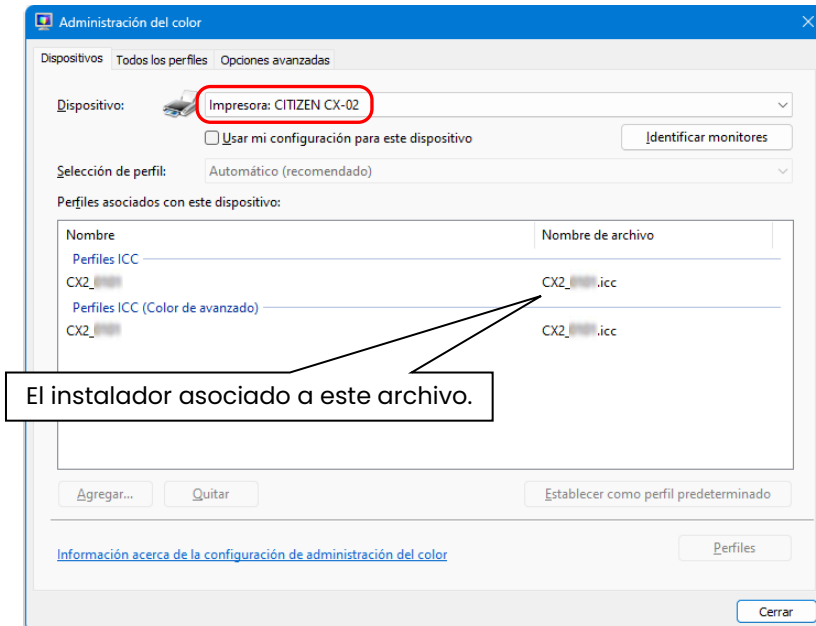 Administración del color
Dispositivos Todos los perfiles Opciones avanzadas
Dispositivo: Impresora: CITIZEN CX-02
Usar mi configuración para este dispositivo Identificar monitores
Selección de perfil: Automático (recomendado)
Perfiles asociados con este dispositivo:
Nombre Nombre de archivo
Perfiles ICC
CX2_ CX2_ .icc
Perfiles ICC (Color de avanzado)
CX2_ CX2_ .icc
El instalador asociado a este archivo.
Agregar... Quitar Establecer como perfil predeterminado
Información acerca de la configuración de administración del color Perfiles
Cerrar